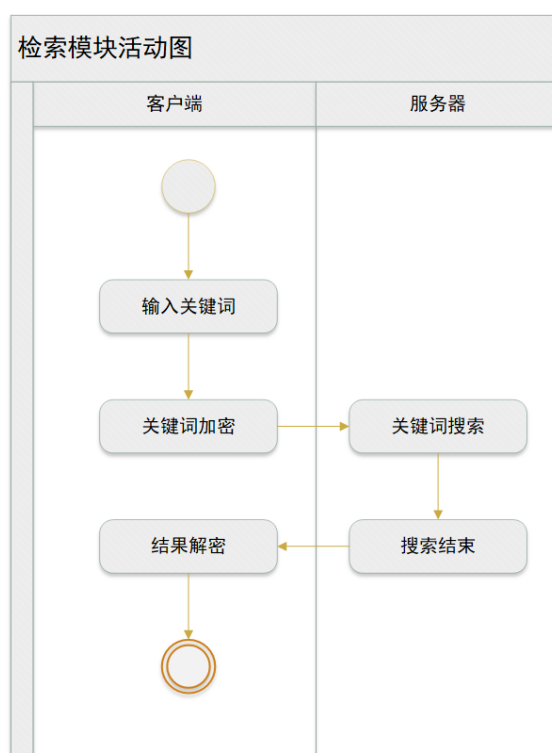 检索模块活动图
客户端
服务器
输入关键词
关键词加密
关键词搜索
结果解密
搜索结束